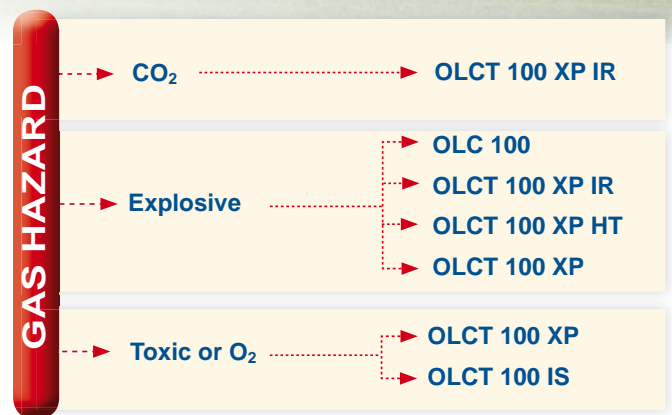 GAS HAZARD
CO₂
OLCT 100 XP IR
Explosive
OLC 100
OLCT 100 XP IR
OLCT 100 XP HT
OLCT 100 XP
Toxic or O₂
OLCT 100 XP
OLCT 100 IS